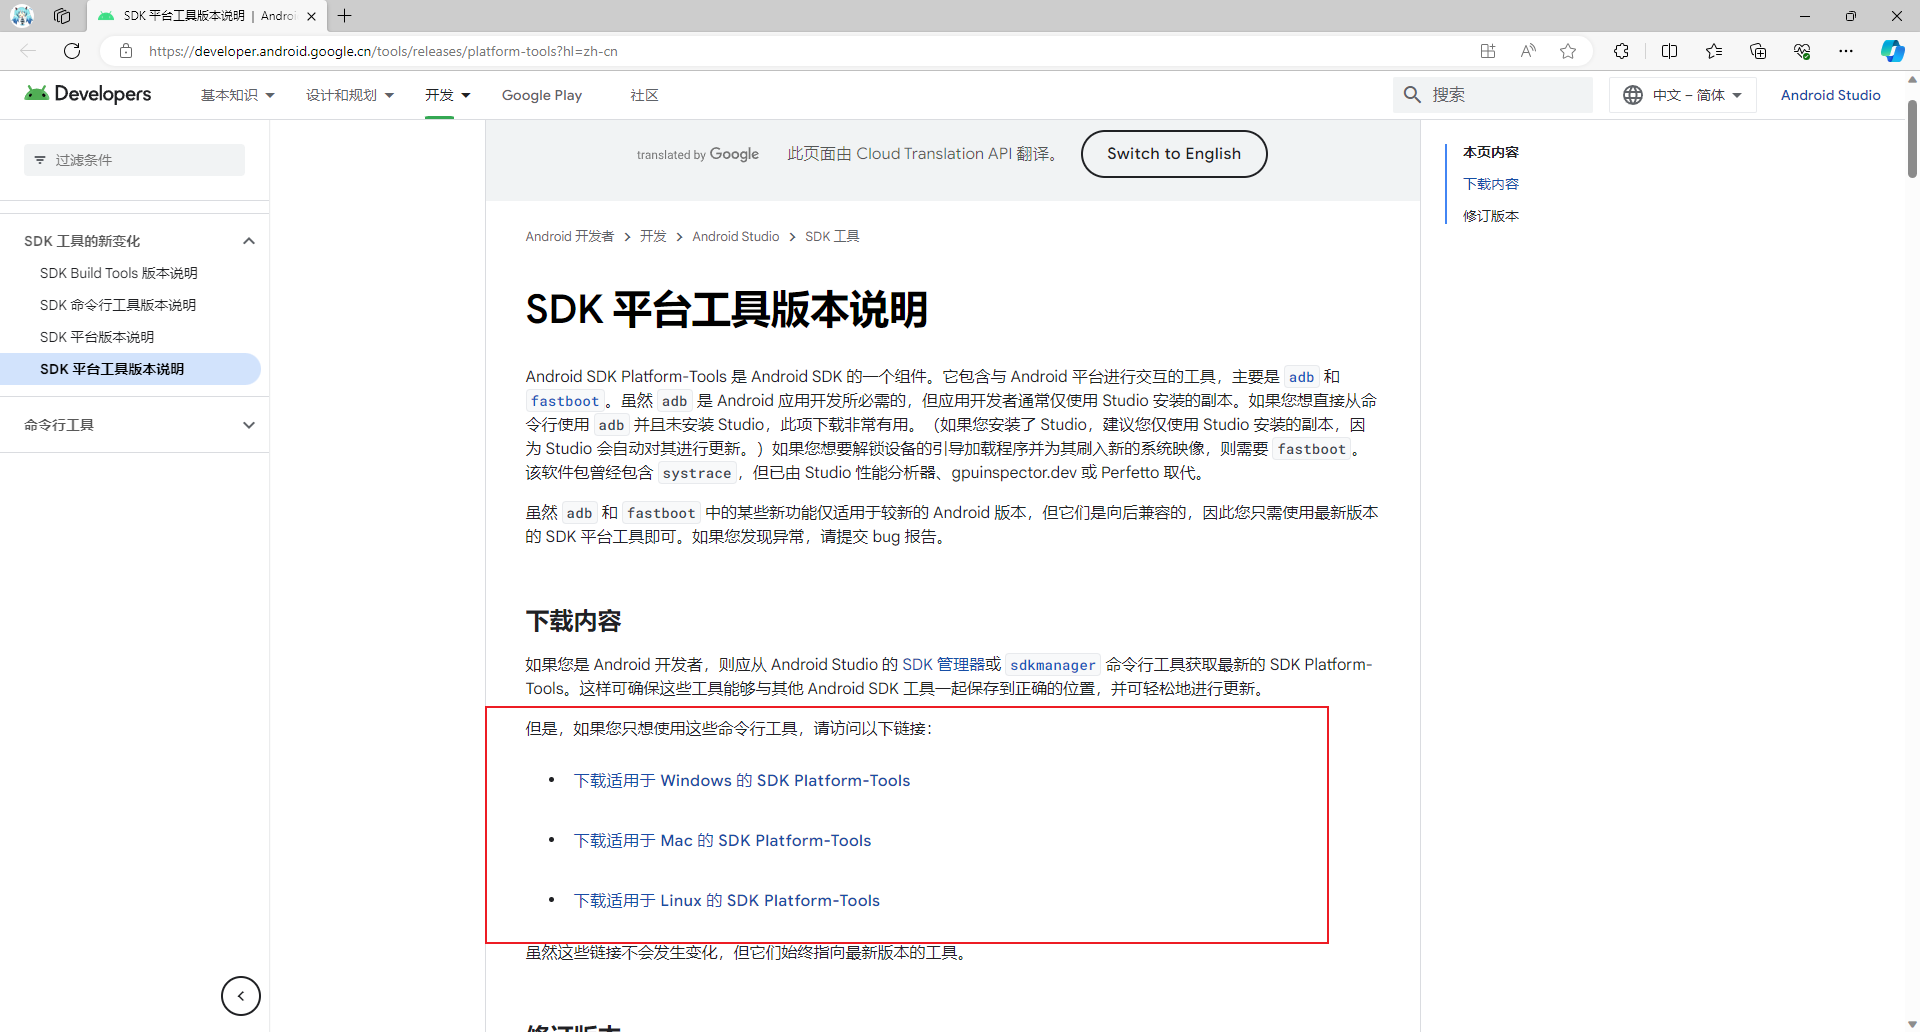 SDK 平台工具版本说明 | Andro
https://developer.android.google.cn/tools/releases/platform-tools?hl=zh-cn
Developers
基本知识
设计和规划
开发
Google Play
社区
搜索
中文 – 简体
Android Studio
过滤条件
SDK 工具的新变化
SDK Build Tools 版本说明
SDK 命令行工具版本说明
SDK 平台版本说明
SDK 平台工具版本说明
命令行工具
translated by Google
此页面由 Cloud Translation API 翻译。
Switch to English
Android 开发者 > 开发 > Android Studio > SDK 工具
SDK 平台工具版本说明
Android SDK Platform-Tools 是 Android SDK 的一个组件。它包含与 Android 平台进行交互的工具，主要是 adb 和
fastboot。虽然 adb 是 Android 应用开发所必需的，但应用开发者通常仅使用 Studio 安装的副本。如果您想直接从命
令行使用 adb 并且未安装 Studio，此项下载非常有用。（如果您安装了 Studio，建议您仅使用 Studio 安装的副本，因
为 Studio 会自动对其进行更新。）如果您想要解锁设备的引导加载程序并为其刷入新的系统映像，则需要 fastboot。
该软件包曾经包含 systrace，但已由 Studio 性能分析器、gpuinspector.dev 或 Perfetto 取代。
虽然 adb 和 fastboot 中的某些新功能仅适用于较新的 Android 版本，但它们是向后兼容的，因此您只需使用最新版本
的 SDK 平台工具即可。如果您发现异常，请提交 bug 报告。
下载内容
如果您是 Android 开发者，则应从 Android Studio 的 SDK 管理器或 sdkmanager 命令行工具获取最新的 SDK Platform-
Tools。这样可确保这些工具能够与其他 Android SDK 工具一起保存到正确的位置，并可轻松地进行更新。
但是，如果您只想使用这些命令行工具，请访问以下链接：
• 下载适用于 Windows 的 SDK Platform-Tools
• 下载适用于 Mac 的 SDK Platform-Tools
• 下载适用于 Linux 的 SDK Platform-Tools
虽然这些链接不会发生变化，但它们始终指向最新版本的工具。
修订版本
本页内容
下载内容
修订版本